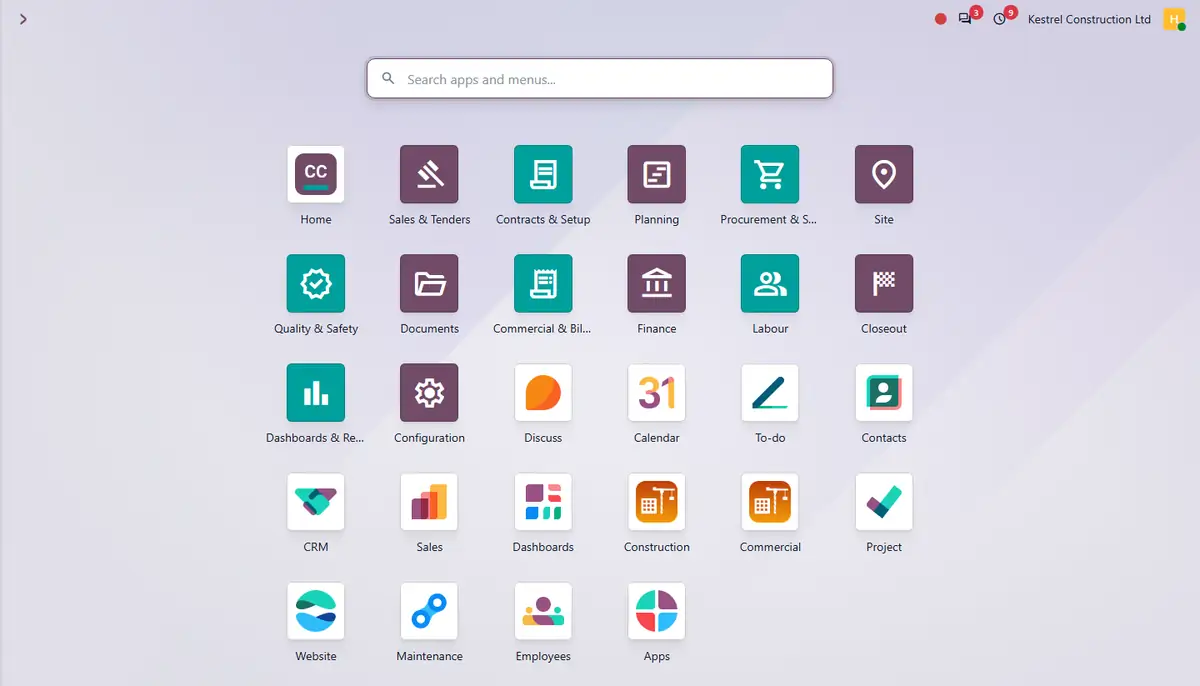 3
9
Kestrel Construction Ltd
H
Search apps and menus...
CC
Home
Sales & Tenders
Contracts & Setup
Planning
Procurement & S...
Site
Quality & Safety
Documents
Commercial & Bil...
Finance
Labour
Closeout
31
Dashboards & Re...
Configuration
Discuss
Calendar
To-do
Contacts
CRM
Sales
Dashboards
Construction
Commercial
Project
Website
Maintenance
Employees
Apps